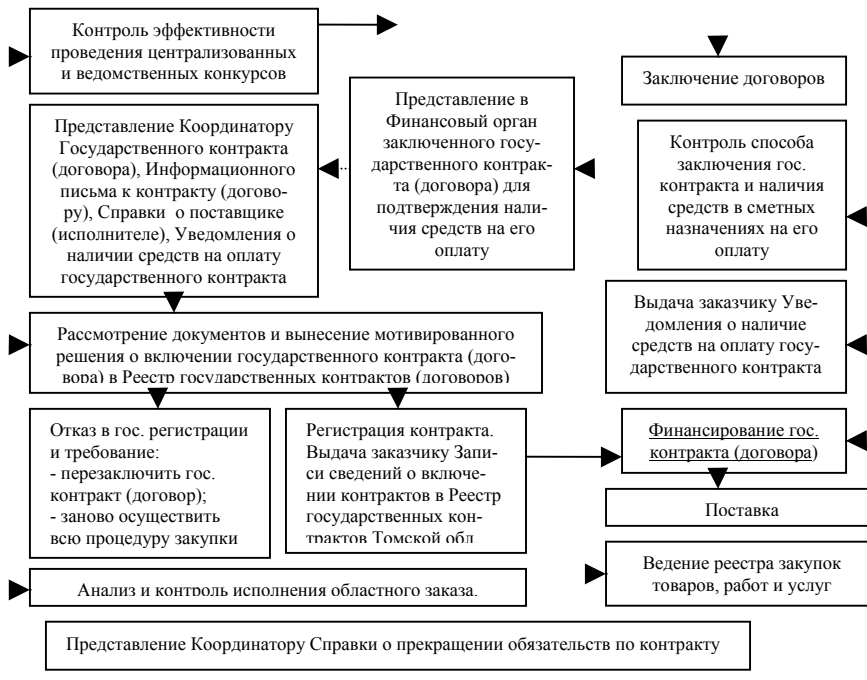 Контроль эффективности
проведения централизованных
и ведомственных конкурсов
Заключение договоров
Представление Координатору
Государственного контракта
(договора), Информационного
письма к контракту (догово-
ру), Справки о поставщике
(исполнителе), Уведомления о
наличии средств на оплату
государственного контракта
Представление в
Финансовый орган
заключенного госу-
дарственного контрак-
та (договора) для
подтверждения нали-
чия средств на его
оплату
Контроль способа
заключения гос.
контракта и наличия
средств в сметных
назначениях на его
оплату
Выдача заказчику Уве-
домления о наличие
средств на оплату госу-
дарственного контракта
Рассмотрение документов и вынесение мотивированного
решения о включении государственного контракта (дого-
вора) в Реестр государственных контрактов (договоров)
Отказ в гос. регистрации
и требование:
- перезаключить гос.
контракт (договор);
- заново осуществить
всю процедуру закупки
Регистрация контракта.
Выдача заказчику Запи-
си сведений о включе-
нии контрактов в Реестр
государственных кон-
трактов Томской обл.
Финансирование гос.
контракта (договора)
Поставка
Ведение реестра закупок
товаров, работ и услуг
Анализ и контроль исполнения областного заказа.
Представление Координатору Справки о прекращении обязательств по контракту